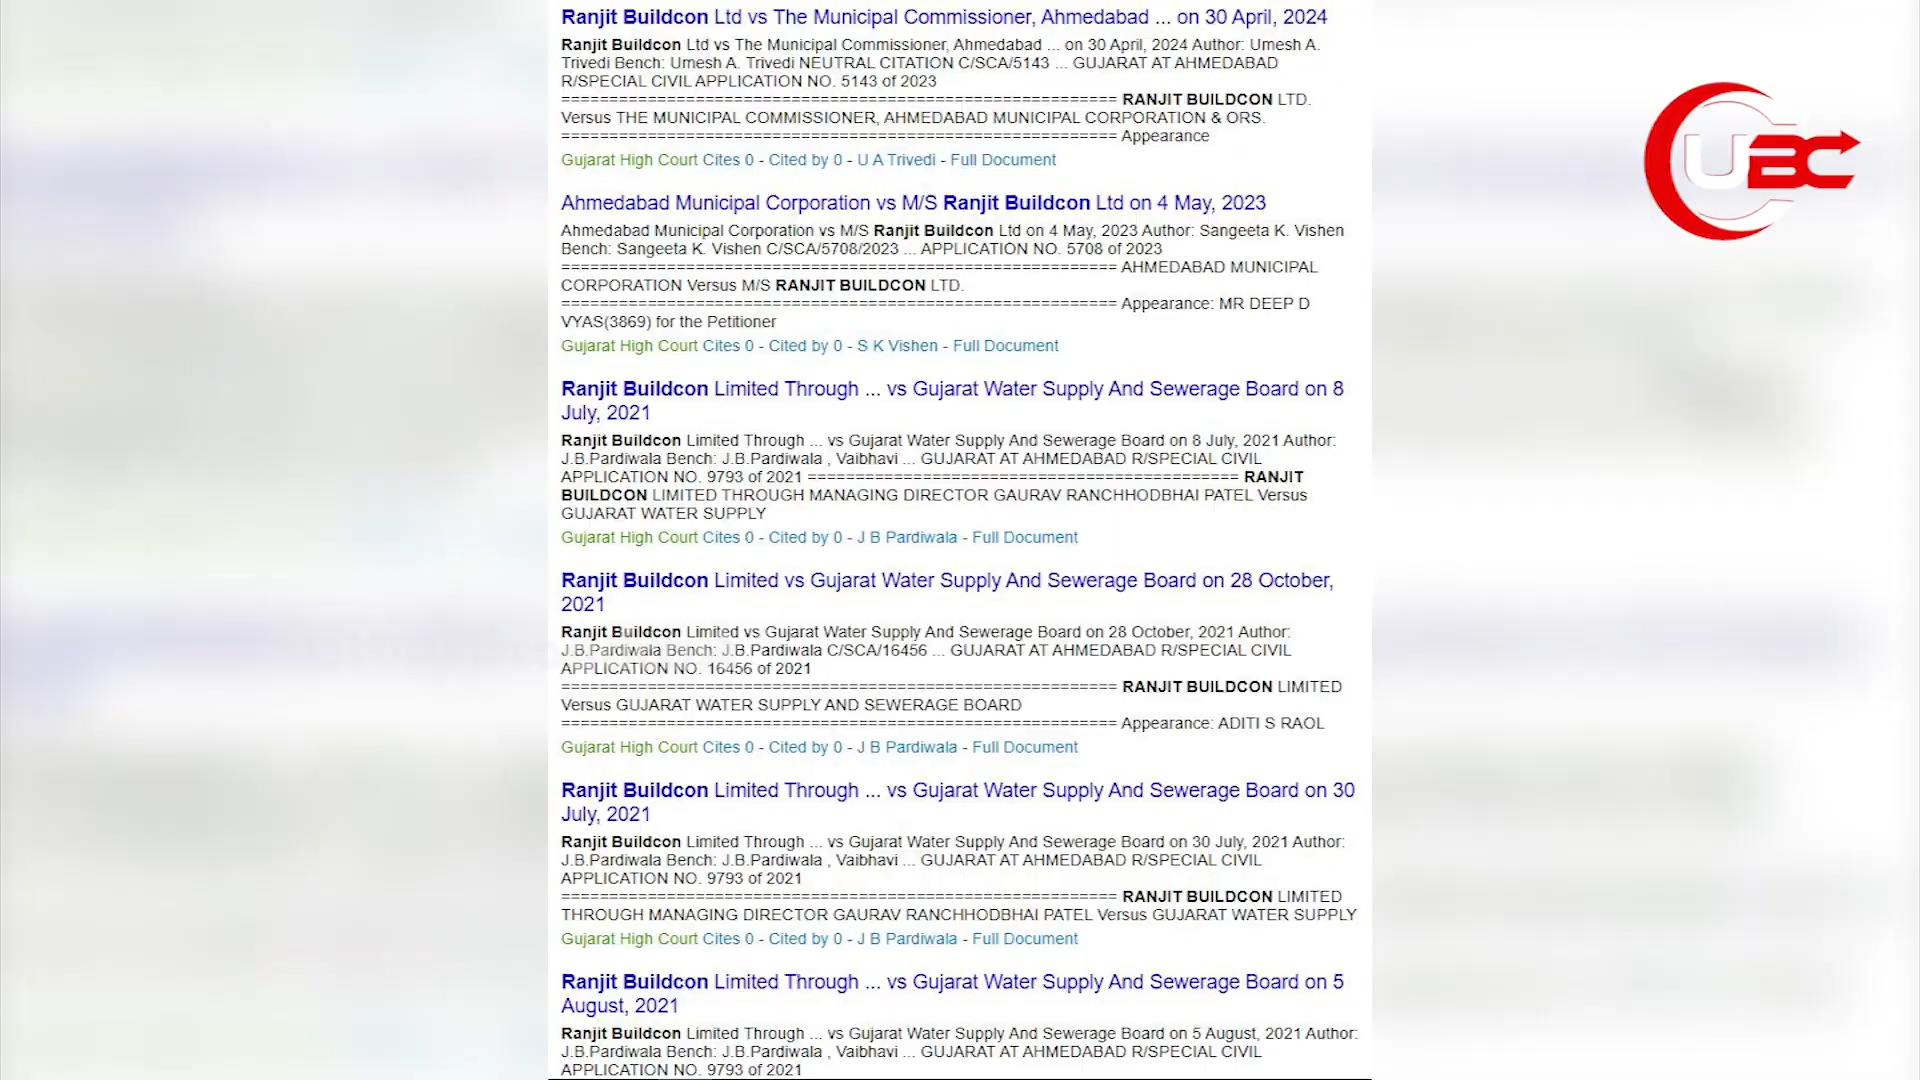 Ranjit Buildcon Ltd vs The Municipal Commissioner, Ahmedabad ... on 30 April, 2024
Ranjit Buildcon Ltd vs The Municipal Commissioner, Ahmedabad ... on 30 April, 2024 Author: Umesh A.
Trivedi Bench: Umesh A. Trivedi NEUTRAL CITATION C/SCA/5143 ... GUJARAT AT AHMEDABAD
R/SPECIAL CIVIL APPLICATION NO. 5143 of 2023
========================================================== RANJIT BUILDCON LTD.
Versus THE MUNICIPAL COMMISSIONER, AHMEDABAD MUNICIPAL CORPORATION & ORS.
========================================================== Appearance
Gujarat High Court Cites 0 - Cited by 0 - U A Trivedi - Full Document
Ahmedabad Municipal Corporation vs M/S Ranjit Buildcon Ltd on 4 May, 2023
Ahmedabad Municipal Corporation vs M/S Ranjit Buildcon Ltd on 4 May, 2023 Author: Sangeeta K. Vishen
Bench: Sangeeta K. Vishen C/SCA/5708/2023 ... APPLICATION NO. 5708 of 2023
========================================================== AHMEDABAD MUNICIPAL
CORPORATION Versus M/S RANJIT BUILDCON LTD.
========================================================== Appearance: MR DEEP D
VYAS(3869) for the Petitioner
Gujarat High Court Cites 0 - Cited by 0 - S K Vishen - Full Document
Ranjit Buildcon Limited Through ... vs Gujarat Water Supply And Sewerage Board on 8
July, 2021
Ranjit Buildcon Limited Through ... vs Gujarat Water Supply And Sewerage Board on 8 July, 2021 Author:
J.B.Pardiwala Bench: J.B.Pardiwala , Vaibhavi ... GUJARAT AT AHMEDABAD R/SPECIAL CIVIL
APPLICATION NO. 9793 of 2021 ============================================= RANJIT
BUILDCON LIMITED THROUGH MANAGING DIRECTOR GAURAV RANCHHODBHAI PATEL Versus
GUJARAT WATER SUPPLY
Gujarat High Court Cites 0 - Cited by 0 - J B Pardiwala - Full Document
Ranjit Buildcon Limited vs Gujarat Water Supply And Sewerage Board on 28 October,
2021
Ranjit Buildcon Limited vs Gujarat Water Supply And Sewerage Board on 28 October, 2021 Author:
J.B.Pardiwala Bench: J.B.Pardiwala C/SCA/16456 ... GUJARAT AT AHMEDABAD R/SPECIAL CIVIL
APPLICATION NO. 16456 of 2021
========================================================== RANJIT BUILDCON LIMITED
Versus GUJARAT WATER SUPPLY AND SEWERAGE BOARD
========================================================== Appearance: ADITI S RAOL
Gujarat High Court Cites 0 - Cited by 0 - J B Pardiwala - Full Document
Ranjit Buildcon Limited Through ... vs Gujarat Water Supply And Sewerage Board on 30
July, 2021
Ranjit Buildcon Limited Through ... vs Gujarat Water Supply And Sewerage Board on 30 July, 2021 Author:
J.B.Pardiwala Bench: J.B.Pardiwala , Vaibhavi ... GUJARAT AT AHMEDABAD R/SPECIAL CIVIL
APPLICATION NO. 9793 of 2021
========================================================== RANJIT BUILDCON LIMITED
THROUGH MANAGING DIRECTOR GAURAV RANCHHODBHAI PATEL Versus GUJARAT WATER SUPPLY
Gujarat High Court Cites 0 - Cited by 0 - J B Pardiwala - Full Document
Ranjit Buildcon Limited Through ... vs Gujarat Water Supply And Sewerage Board on 5
August, 2021
Ranjit Buildcon Limited Through ... vs Gujarat Water Supply And Sewerage Board on 5 August, 2021 Author:
J.B.Pardiwala Bench: J.B.Pardiwala , Vaibhavi ... GUJARAT AT AHMEDABAD R/SPECIAL CIVIL
APPLICATION NO. 9793 of 2021
UBC